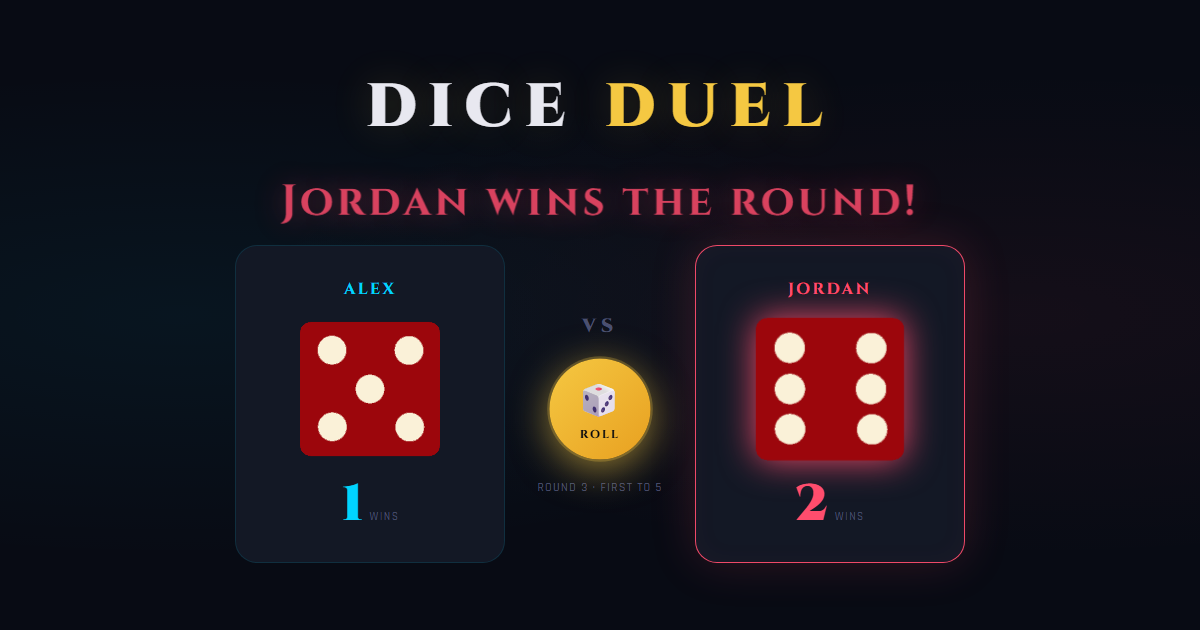 DICE DUEL
JORDAN WINS THE ROUND!
ALEX
1 WINS
VS
ROLL
ROUND 3 · FIRST TO 5
JORDAN
2 WINS